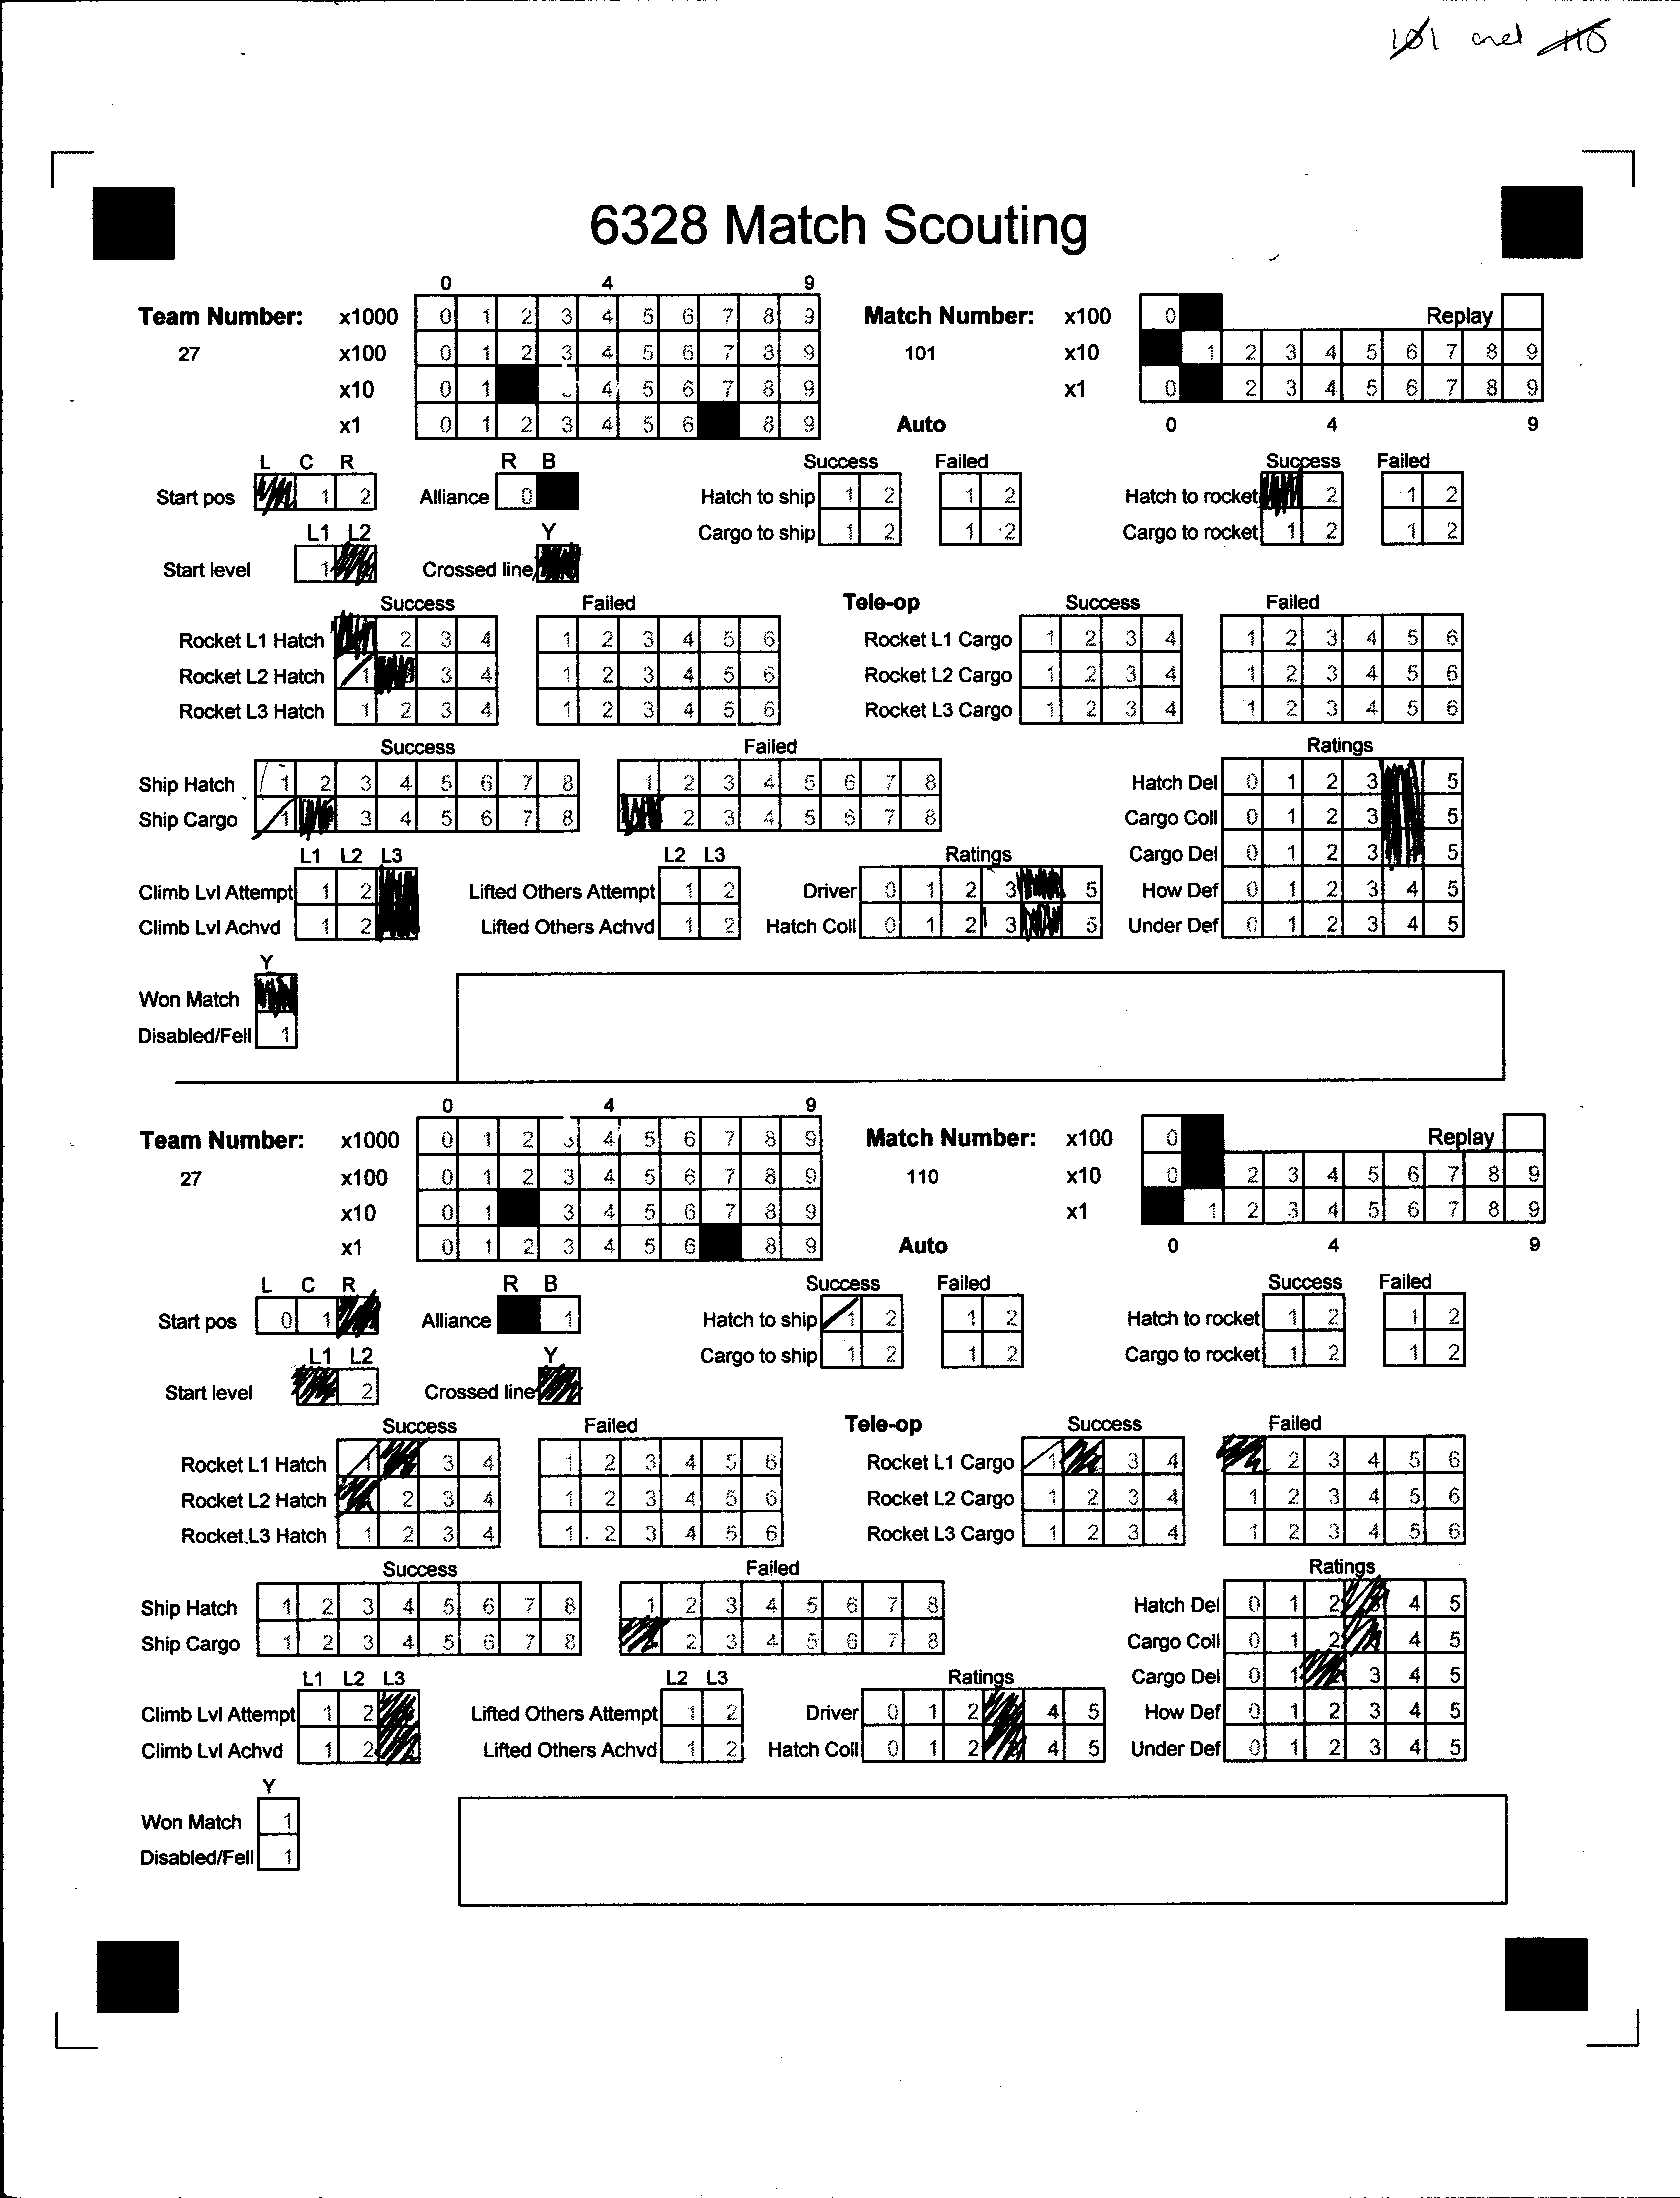 101 and 110
6328 Match Scouting
0 4 9
Team Number: x1000 0 1 2 3 4 5 6 7 8 9 Match Number: x100 0 Replay
27 x100 0 1 2 3 4 5 6 7 8 9 101 x10 1 2 3 4 5 6 7 8 9
x10 0 1 4 5 6 7 8 9 x1 0 2 3 4 5 6 7 8 9
x1 0 1 2 3 4 5 6 8 9 Auto 0 4 9
L C R R B Success Failed Success Failed
Start pos 1 2 Alliance 0 Hatch to ship 1 2 1 2 Hatch to rocket 2 1 2
L1 L2 Y Cargo to ship 1 2 1 2 Cargo to rocket 1 2 1 2
Start level 1 Crossed line
Success Failed Tele-op Success Failed
Rocket L1 Hatch 2 3 4 1 2 3 4 5 6 Rocket L1 Cargo 1 2 3 4 1 2 3 4 5 6
Rocket L2 Hatch 1 3 4 1 2 3 4 5 6 Rocket L2 Cargo 1 2 3 4 1 2 3 4 5 6
Rocket L3 Hatch 1 2 3 4 1 2 3 4 5 6 Rocket L3 Cargo 1 2 3 4 1 2 3 4 5 6
Success Failed Ratings
Ship Hatch 1 2 3 4 5 6 7 8 1 2 3 4 5 6 7 8 Hatch Del 0 1 2 3 5
Ship Cargo 1 3 4 5 6 7 8 2 3 4 5 6 7 8 Cargo Coll 0 1 2 3 5
L1 L2 L3 L2 L3 Ratings Cargo Del 0 1 2 3 5
Climb Lvl Attempt 1 2 Lifted Others Attempt 1 2 Driver 0 1 2 3 5 How Def 0 1 2 3 4 5
Climb Lvl Achvd 1 2 Lifted Others Achvd 1 2 Hatch Coll 0 1 2 3 5 Under Def 0 1 2 3 4 5
Y
Won Match
Disabled/Fell 1
0 4 9
Team Number: x1000 0 1 2 3 4 5 6 7 8 9 Match Number: x100 0 Replay
27 x100 0 1 2 3 4 5 6 7 8 9 110 x10 0 2 3 4 5 6 7 8 9
x10 0 1 3 4 5 6 7 8 9 x1 1 2 3 4 5 6 7 8 9
x1 0 1 2 3 4 5 6 8 9 Auto 0 4 9
L C R R B Success Failed Success Failed
Start pos 0 1 Alliance 1 Hatch to ship 1 2 1 2 Hatch to rocket 1 2 1 2
L1 L2 Y Cargo to ship 1 2 1 2 Cargo to rocket 1 2 1 2
Start level 2 Crossed line
Success Failed Tele-op Success Failed
Rocket L1 Hatch 1 3 4 1 2 3 4 5 6 Rocket L1 Cargo 1 3 4 2 3 4 5 6
Rocket L2 Hatch 2 3 4 1 2 3 4 5 6 Rocket L2 Cargo 1 2 3 4 1 2 3 4 5 6
Rocket L3 Hatch 1 2 3 4 1 2 3 4 5 6 Rocket L3 Cargo 1 2 3 4 1 2 3 4 5 6
Success Failed Ratings
Ship Hatch 1 2 3 4 5 6 7 8 1 2 3 4 5 6 7 8 Hatch Del 0 1 2 3 4 5
Ship Cargo 1 2 3 4 5 6 7 8 2 3 4 5 6 7 8 Cargo Coll 0 1 2 4 5
L1 L2 L3 L2 L3 Ratings Cargo Del 0 1 3 4 5
Climb Lvl Attempt 1 2 Lifted Others Attempt 1 2 Driver 0 1 2 4 5 How Def 0 1 2 3 4 5
Climb Lvl Achvd 1 2 Lifted Others Achvd 1 2 Hatch Coll 0 1 2 4 5 Under Def 0 1 2 3 4 5
Y
Won Match 1
Disabled/Fell 1